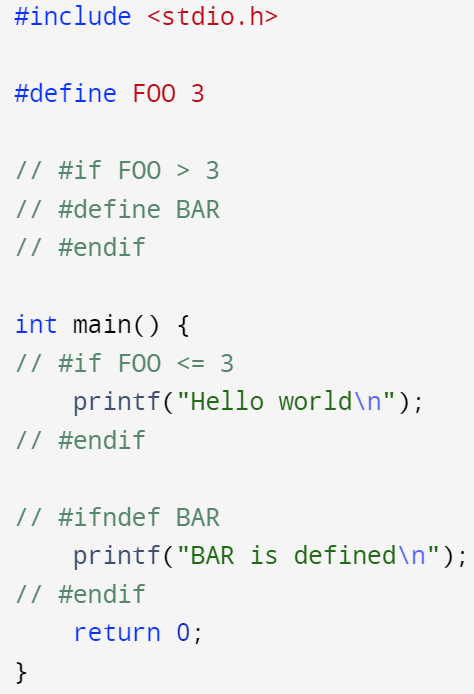 #include <stdio.h>

#define FOO 3

// #if FOO > 3
// #define BAR
// #endif

int main() {
// #if FOO <= 3
    printf("Hello world\n");
// #endif

// #ifndef BAR
    printf("BAR is defined\n");
// #endif
    return 0;
}